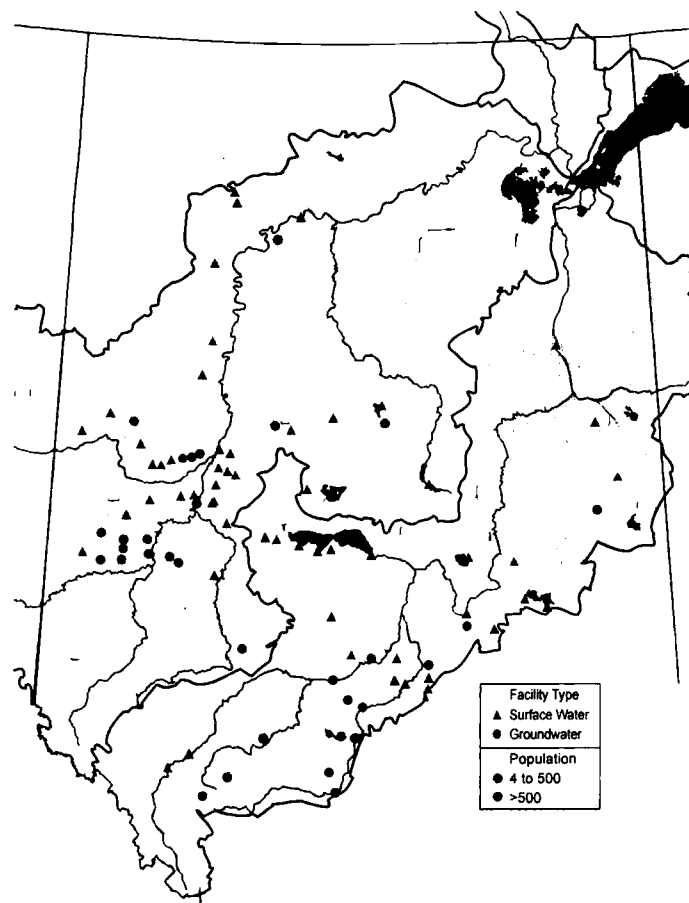 Facility Type
Surface Water
Groundwater
Population
4 to 500
>500